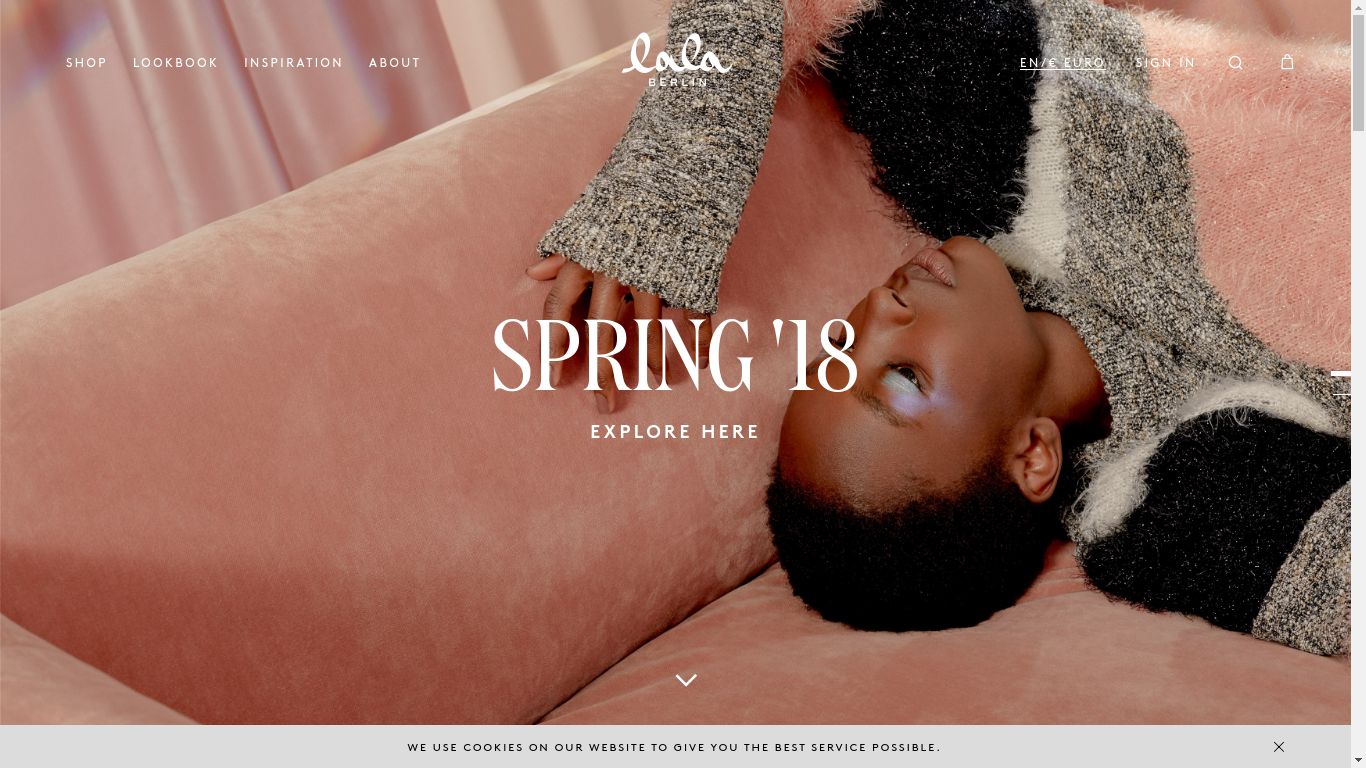 SHOP LOOKBOOK INSPIRATION ABOUT
lala
BERLIN
EN/€ EURO SIGN IN
SPRING '18
EXPLORE HERE
WE USE COOKIES ON OUR WEBSITE TO GIVE YOU THE BEST SERVICE POSSIBLE.